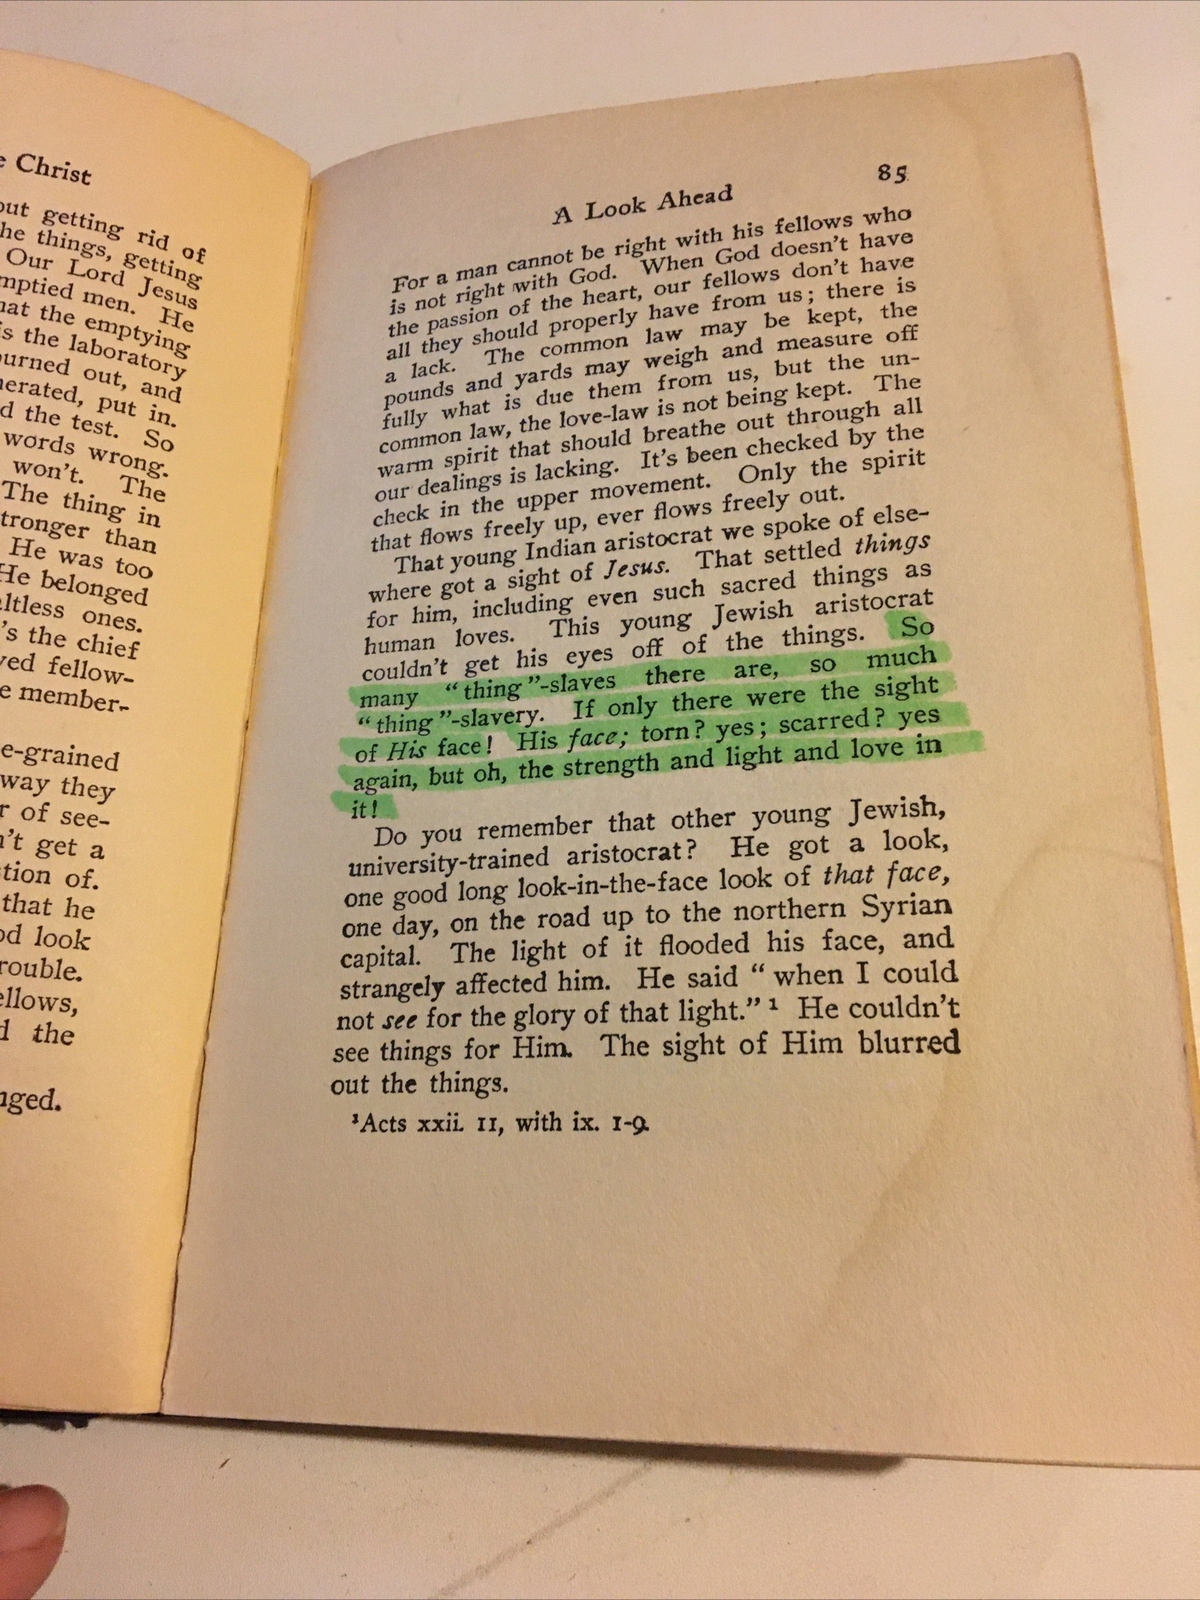 e Christ
out getting rid of
he things, getting
Our Lord Jesus
mptied men. He
hat the emptying
is the laboratory
urned out, and
nerated, put in.
d the test. So
words wrong.
won't. The
The thing in
tronger than
He was too
He belonged
ltless ones.
's the chief
ved fellow-
e member-
e-grained
way they
r of see-
n't get a
tion of.
that he
od look
rouble.
ellows,
d the
nged.
85
A Look Ahead
For a man cannot be right with his fellows who
is not right with God. When God doesn't have
the passion of the heart, our fellows don't have
all they should properly have from us; there is
a lack. The common law may be kept, the
pounds and yards may weigh and measure off
fully what is due them from us, but the un-
common law, the love-law is not being kept. The
warm spirit that should breathe out through all
our dealings is lacking. It's been checked by the
check in the upper movement. Only the spirit
that flows freely up, ever flows freely out.
That young Indian aristocrat we spoke of else-
where got a sight of Jesus. That settled things
for him, including even such sacred things as
human loves. This young Jewish aristocrat
couldn't get his eyes off of the things. So
many "thing"-slaves there are, so much
"thing"-slavery. If only there were the sight
of His face! His face; torn? yes; scarred? yes
again, but oh, the strength and light and love in
it!
Do you remember that other young Jewish,
university-trained aristocrat? He got a look,
one good long look-in-the-face look of that face,
one day, on the road up to the northern Syrian
capital. The light of it flooded his face, and
strangely affected him. He said "when I could
not see for the glory of that light."¹ He couldn't
see things for Him. The sight of Him blurred
out the things.
¹Acts xxii. 11, with ix. 1-9.